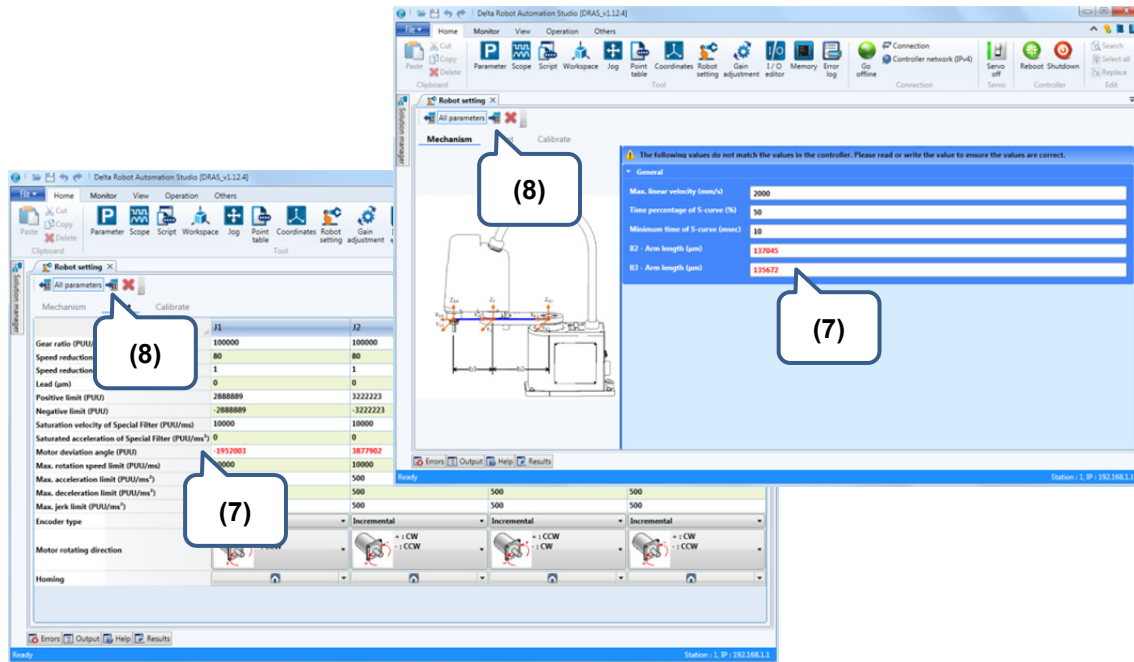 Delta Robot Automation Studio [DRAS_v1.12.4]
File Home Monitor View Operation Others
Paste Cut Copy Delete Parameter Scope Script Workspace Jog Point table Coordinates Robot setting Gain adjustment I/O editor Memory Error log Go offline Connection Controller network (IPv4) Servo off Reboot Shutdown Search Select all Replace
Clipboard Tool Connection Servo Controller Edit
Solution manager
Robot setting
All parameters
Mechanism Calibrate
(8)
The following values do not match the values in the controller. Please read or write the value to ensure the values are correct.
General
Max. linear velocity (mm/s) 2000
Time percentage of S-curve (%) 50
Minimum time of S-curve (msec) 10
B2 - Arm length (μm) 137045
B3 - Arm length (μm) 135672
(7)
b3 b2
Errors Output Help Results
Ready Station : 1, IP : 192.168.1.1
Delta Robot Automation Studio [DRAS_v1.12.4]
File Home Monitor View Operation Others
Paste Cut Copy Delete Parameter Scope Script Workspace Jog Point table Coordinates Robot setting Gain adjustment
Clipboard Tool
Solution manager
Robot setting
All parameters
Mechanism Calibrate
(8)
J1 J2
Gear ratio (PUU/ 100000 100000
Speed reduction 80 80
Speed reduction 1 1
Lead (μm) 0 0
Positive limit (PUU) 2888889 3222223
Negative limit (PUU) -2888889 -3222223
Saturation velocity of Special Filter (PUU/ms) 10000 10000
Saturated acceleration of Special Filter (PUU/ms²) 0 0
Motor deviation angle (PUU) -1952003 3877902
Max. rotation speed limit (PUU/ms) 10000
Max. acceleration limit (PUU/ms²) 500
Max. deceleration limit (PUU/ms²) 500 500 500
Max. jerk limit (PUU/ms²) 500 500 500
(7)
Encoder type Incremental Incremental Incremental
Motor rotating direction - : CCW + : CW - : CCW + : CCW - : CW + : CW - : CCW
Homing
Errors Output Help Results
Ready Station : 1, IP : 192.168.1.1